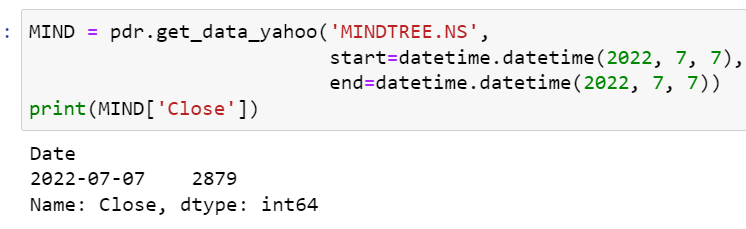 : MIND = pdr.get_data_yahoo('MINDTREE.NS',
start=datetime.datetime(2022, 7, 7),
end=datetime.datetime(2022, 7, 7))
print(MIND['Close'])
Date
2022-07-07    2879
Name: Close, dtype: int64